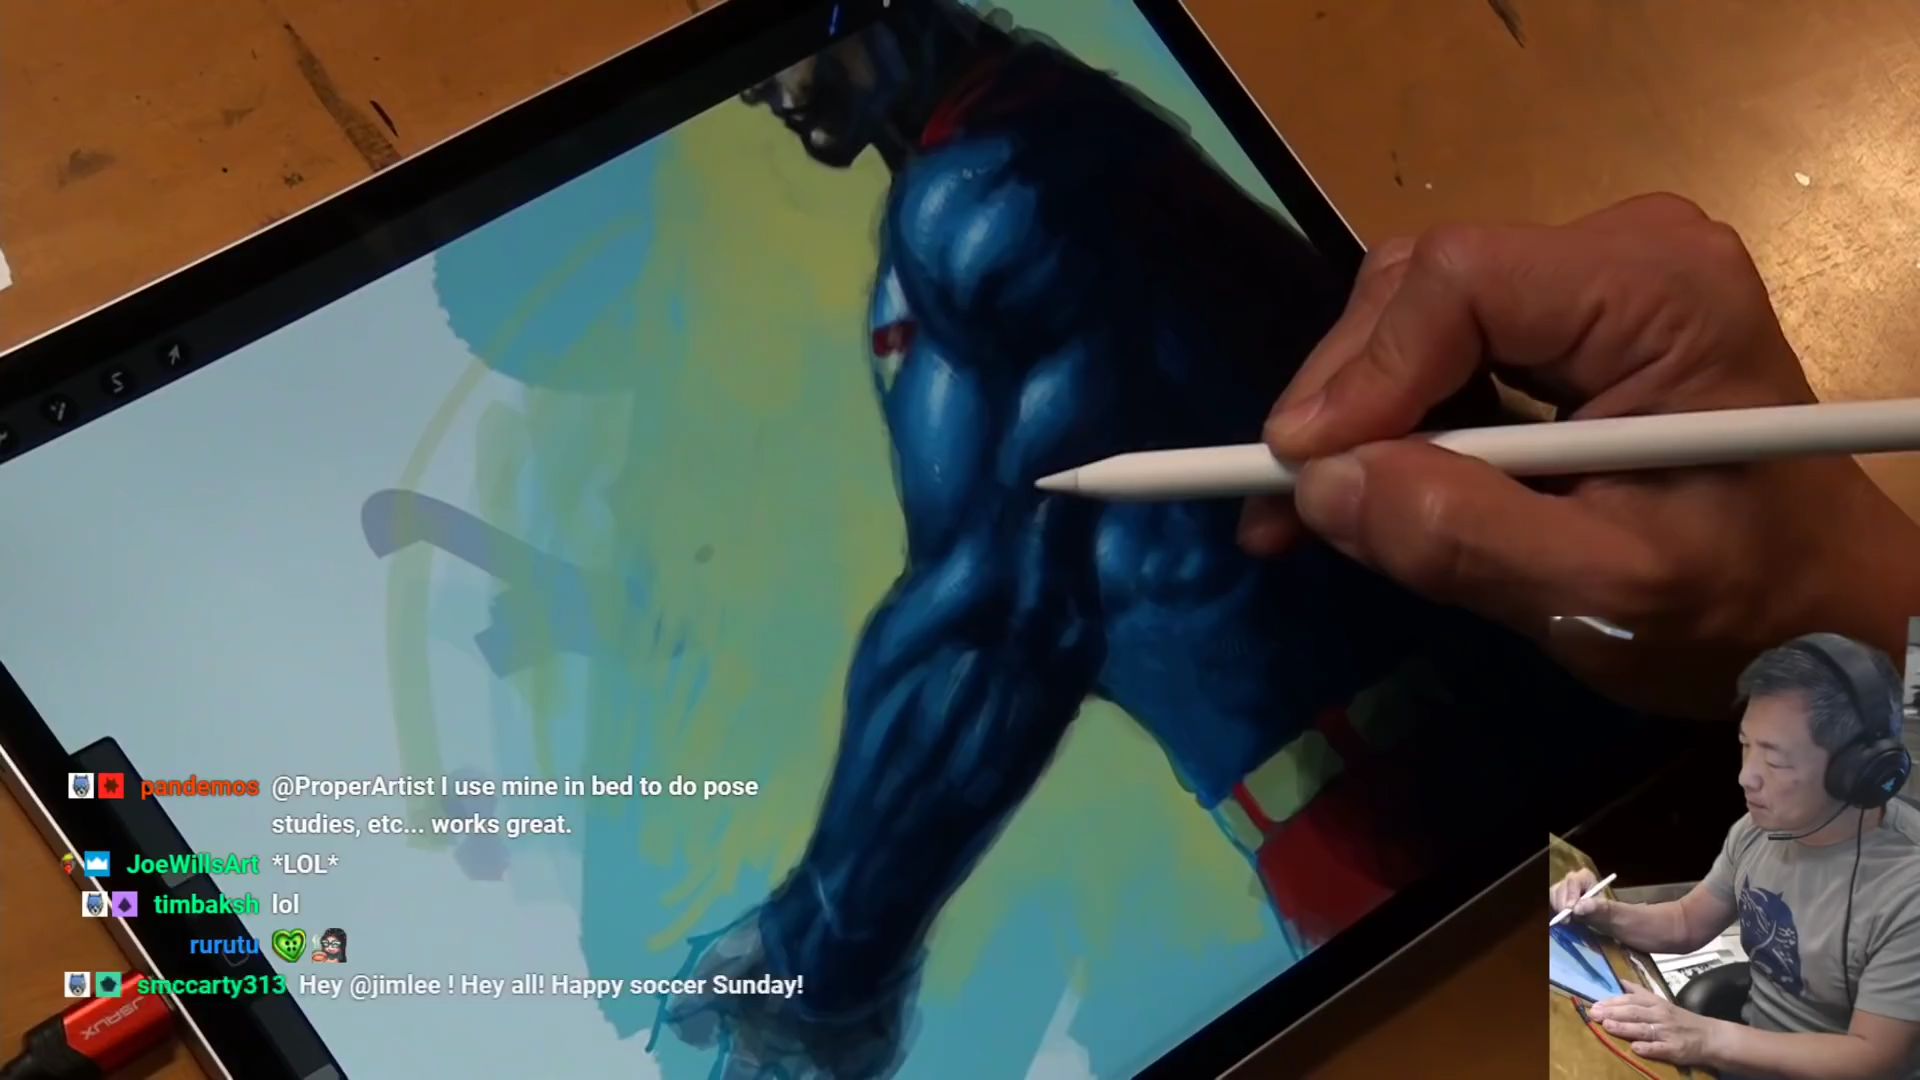 pandemos @ProperArtist I use mine in bed to do pose
studies, etc... works great.
JoeWillsArt *LOL*
timbaksh lol
rurutu
smccarty313 Hey @jimlee ! Hey all! Happy soccer Sunday!
JSAUX